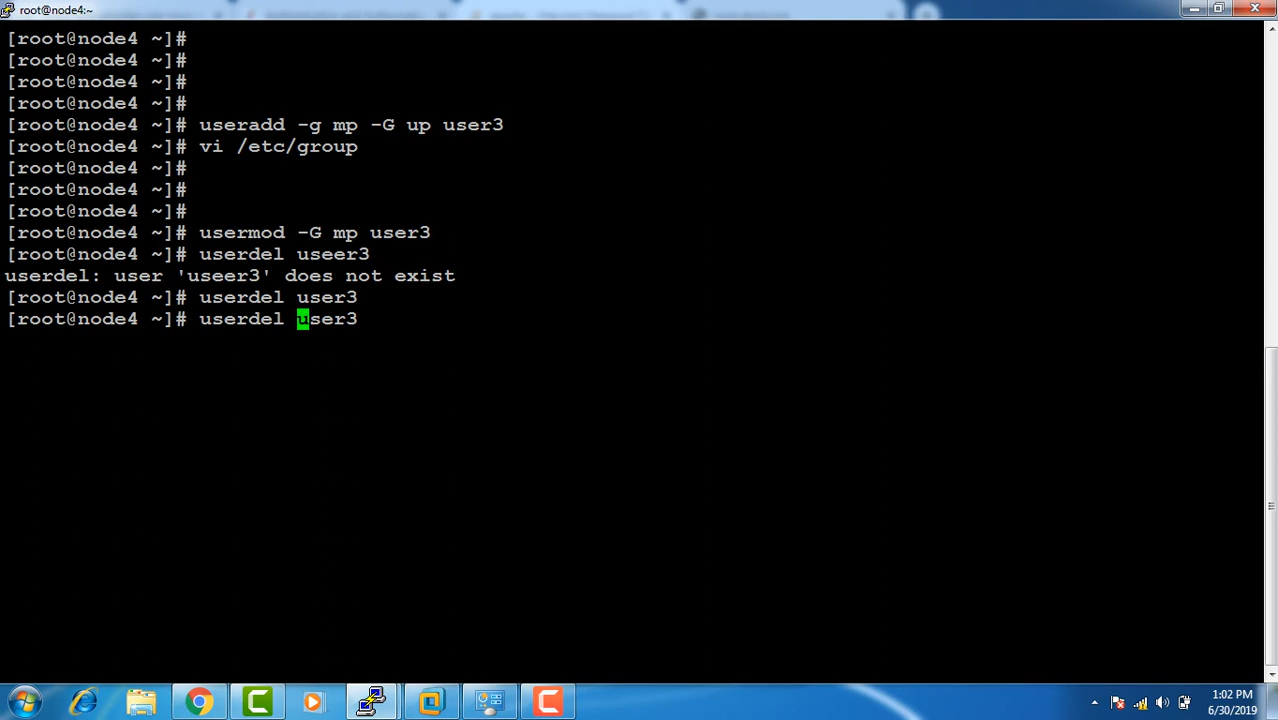 root@node4:~
[root@node4 ~]#
[root@node4 ~]#
[root@node4 ~]#
[root@node4 ~]#
[root@node4 ~]# useradd -g mp -G up user3
[root@node4 ~]# vi /etc/group
[root@node4 ~]#
[root@node4 ~]#
[root@node4 ~]#
[root@node4 ~]# usermod -G mp user3
[root@node4 ~]# userdel useer3
userdel: user 'useer3' does not exist
[root@node4 ~]# userdel user3
[root@node4 ~]# userdel user3
1:02 PM
6/30/2019